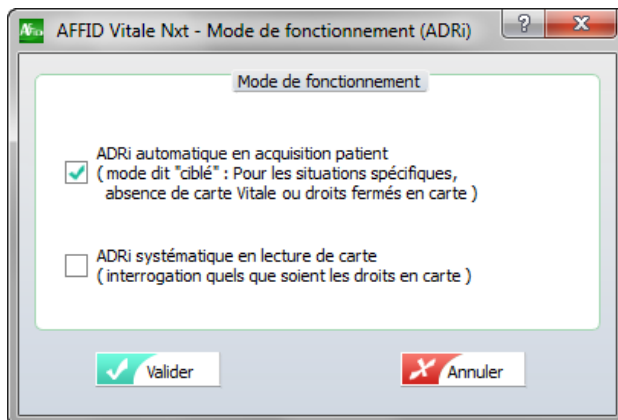 AFFID Vitale Nxt - Mode de fonctionnement (ADRi)
Mode de fonctionnement
ADRi automatique en acquisition patient
( mode dit "ciblé" : Pour les situations spécifiques,
absence de carte Vitale ou droits fermés en carte )
ADRi systématique en lecture de carte
( interrogation quels que soient les droits en carte )
Valider
Annuler